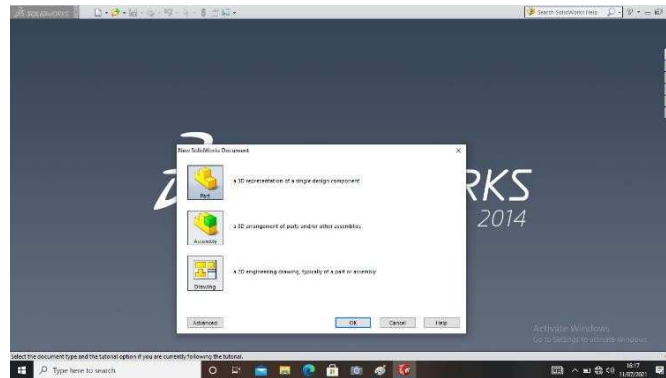 SOLIDWORKS
Search SolidWorks Help
New SolidWorks Document
Part
a 3D representation of a single design component
RKS
2014
Assembly
a 3D arrangement of parts and/or other assemblies
Drawing
a 2D engineering drawing, typically of a part or assembly
Advanced
OK
Cancel
Help
Activate Windows
Go to Settings to activate Windows.
Select the document type and the tutorial option if you are currently following the tutorial.
Type here to search
16:17
11/07/2021